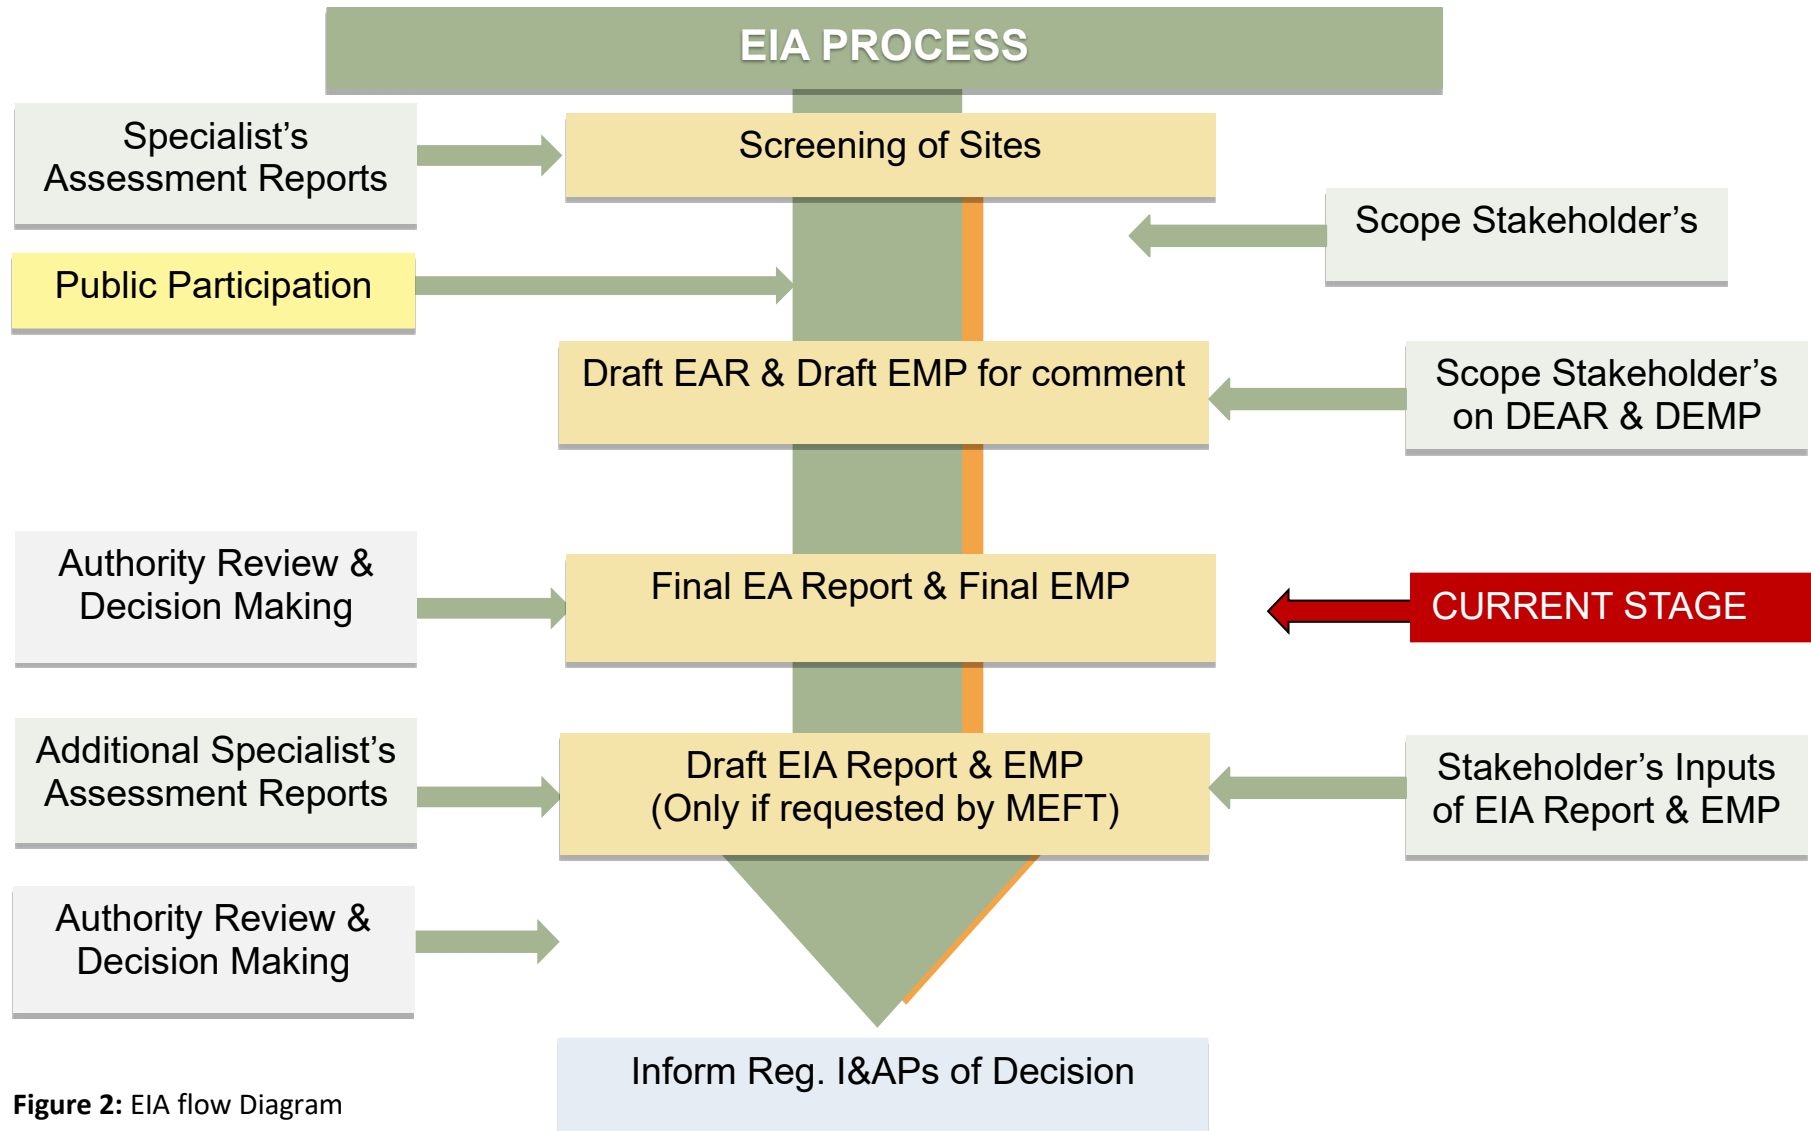 EIA PROCESS
Specialist's
Assessment Reports
Screening of Sites
Scope Stakeholder's
Public Participation
Draft EAR & Draft EMP for comment
Scope Stakeholder's
on DEAR & DEMP
Authority Review &
Decision Making
Final EA Report & Final EMP
CURRENT STAGE
Additional Specialist's
Assessment Reports
Draft EIA Report & EMP
(Only if requested by MEFT)
Stakeholder's Inputs
of EIA Report & EMP
Authority Review &
Decision Making
Inform Reg. I&APs of Decision
Figure 2: EIA flow Diagram